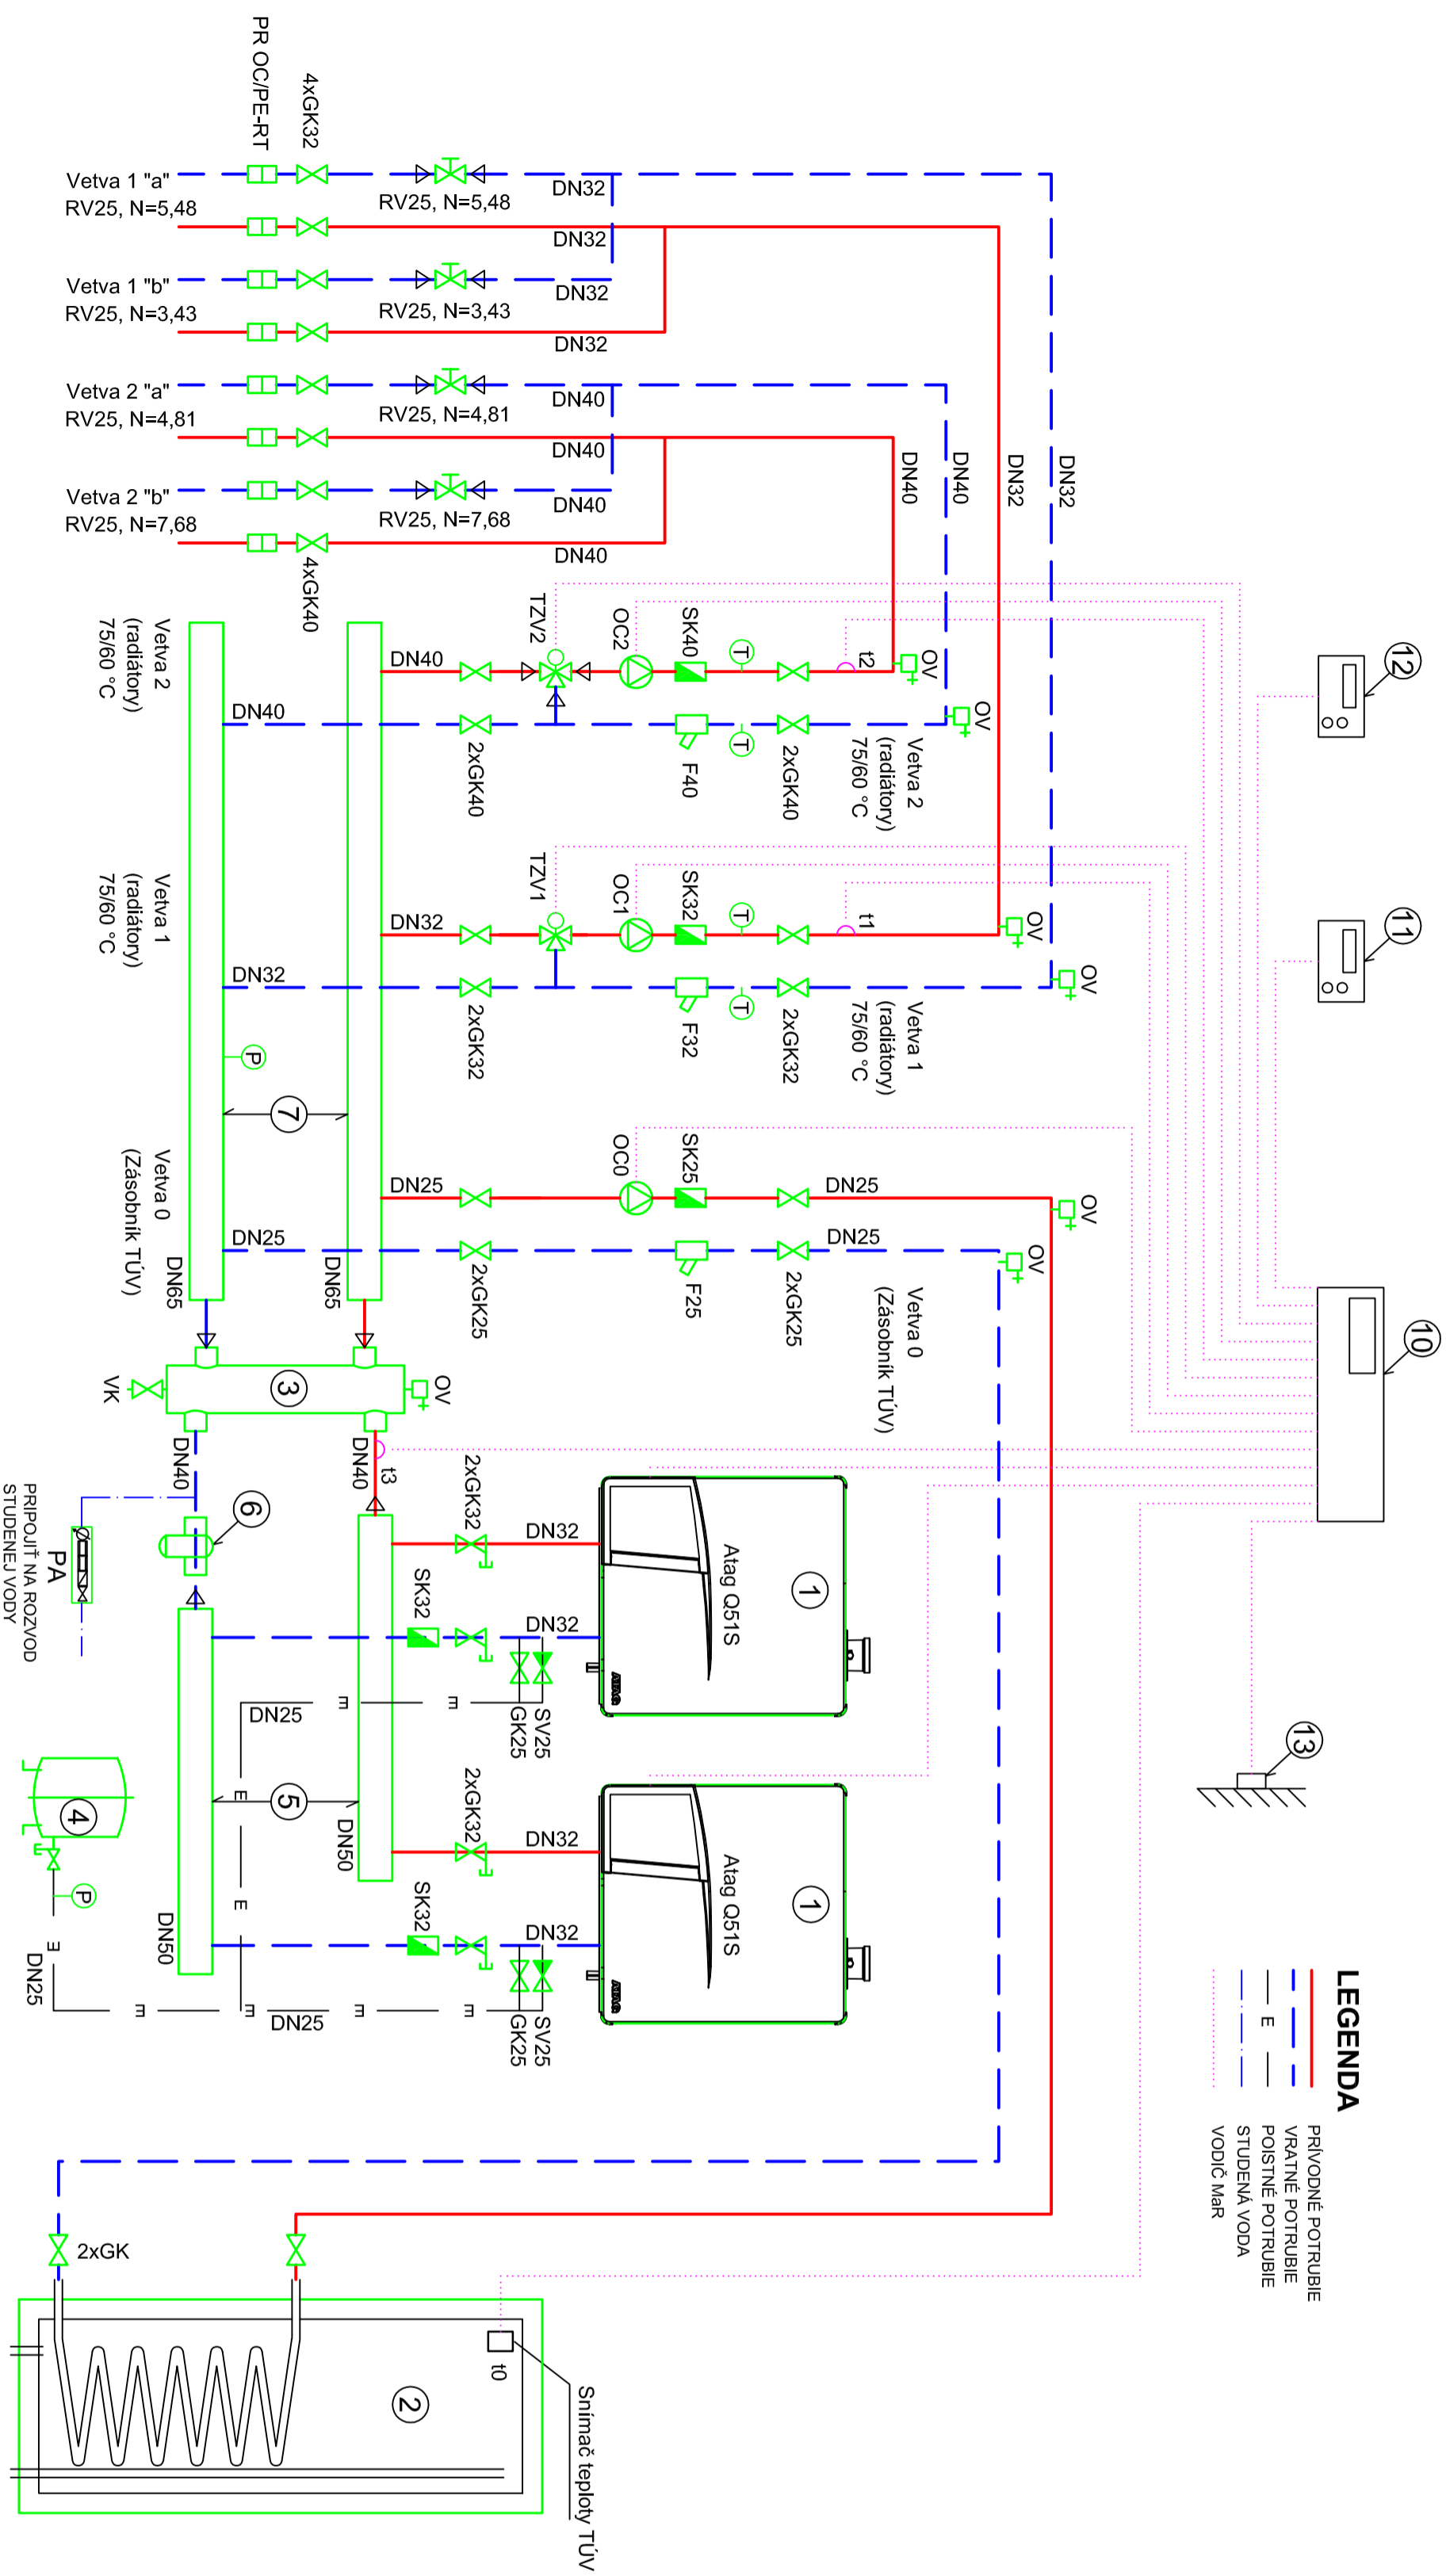 PR OC/PE-RT
4xGK32
Vetva 1 "a"
RV25, N=5,48
RV25, N=5,48
DN32
DN32
Vetva 1 "b"
RV25, N=3,43
RV25, N=3,43
DN32
DN32
Vetva 2 "a"
RV25, N=4,81
RV25, N=4,81
DN40
DN40
Vetva 2 "b"
RV25, N=7,68
RV25, N=7,68
DN40
DN40
4xGK40
DN40
DN40
DN32
DN32
Vetva 2
(radiátory)
75/60 °C
DN40
DN40
TZV2
OC2
SK40
T
t2
OV
OV
2xGK40
F40
T
2xGK40
Vetva 2
(radiátory)
75/60 °C
12
Vetva 1
(radiátory)
75/60 °C
DN32
DN32
TZV1
OC1
SK32
T
t1
OV
OV
2xGK32
F32
T
2xGK32
Vetva 1
(radiátory)
75/60 °C
11
P
7
Vetva 0
(Zásobník TÚV)
DN25
DN25
OC0
SK25
DN25
DN25
OV
OV
2xGK25
F25
2xGK25
Vetva 0
(Zásobník TÚV)
DN65
DN65
10
VK
3
OV
DN40
DN40
t3
6
PA
PRIPOJIŤ NA ROZVOD
STUDENEJ VODY
2xGK32
DN32
SK32
DN32
SV25
GK25
DN25
E
E
Atag Q51S
1
ATAG
13
E
5
E
DN50
DN50
2xGK32
DN32
SK32
DN32
SV25
GK25
Atag Q51S
1
ATAG
4
P
E
DN25
E
E
DN25
E
E
LEGENDA
PRÍVODNÉ POTRUBIE
VRATNÉ POTRUBIE
E POISTNÉ POTRUBIE
STUDENÁ VODA
VODIČ MaR
2xGK
t0
2
Snímač teploty TÚV